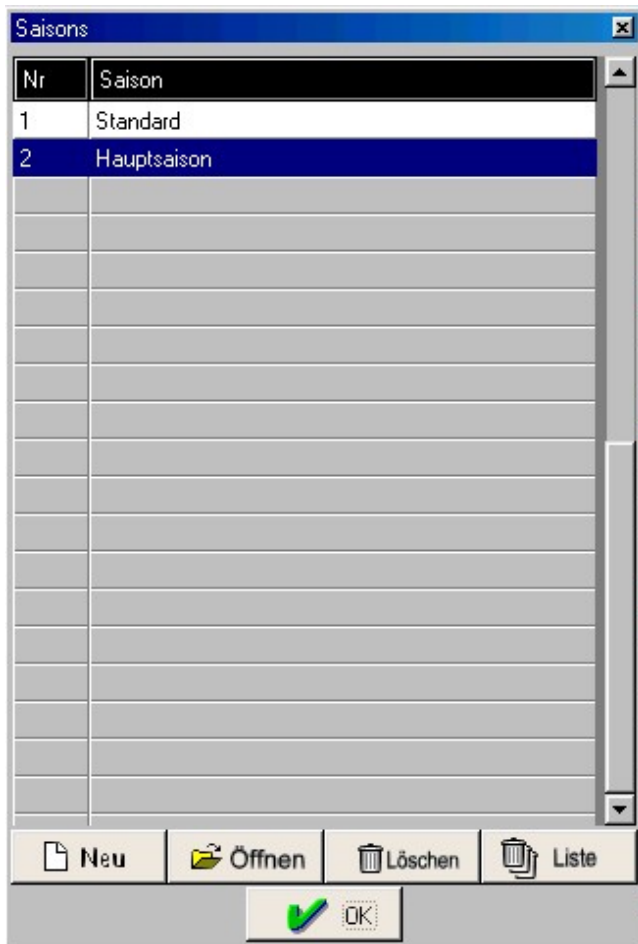 Saisons
Nr Saison
1 Standard
2 Hauptsaison
Neu Öffnen Löschen Liste
OK